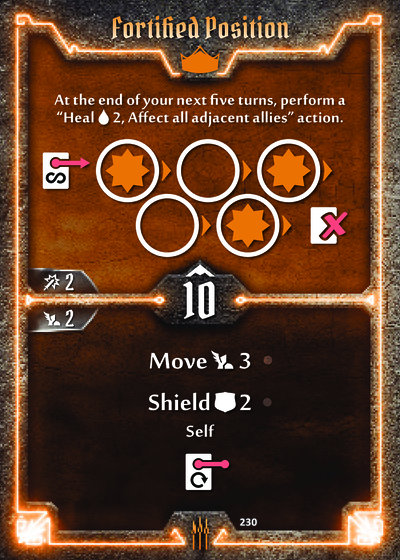 Fortified Position
At the end of your next five turns, perform a
“Heal 2, Affect all adjacent allies” action.
S
2
10
2
Move 3
Shield 2
Self
230